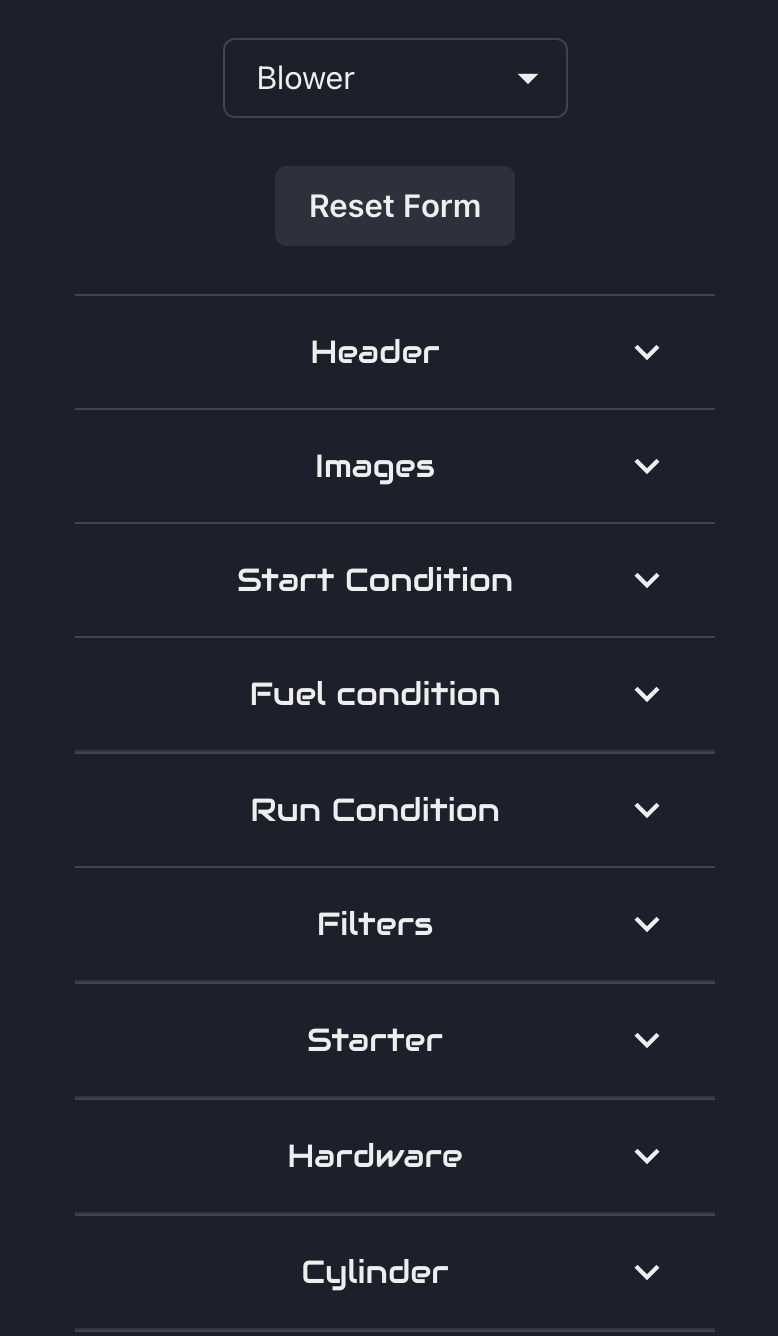 Blower
Reset Form
Header
Images
Start Condition
Fuel condition
Run Condition
Filters
Starter
Hardware
Cylinder